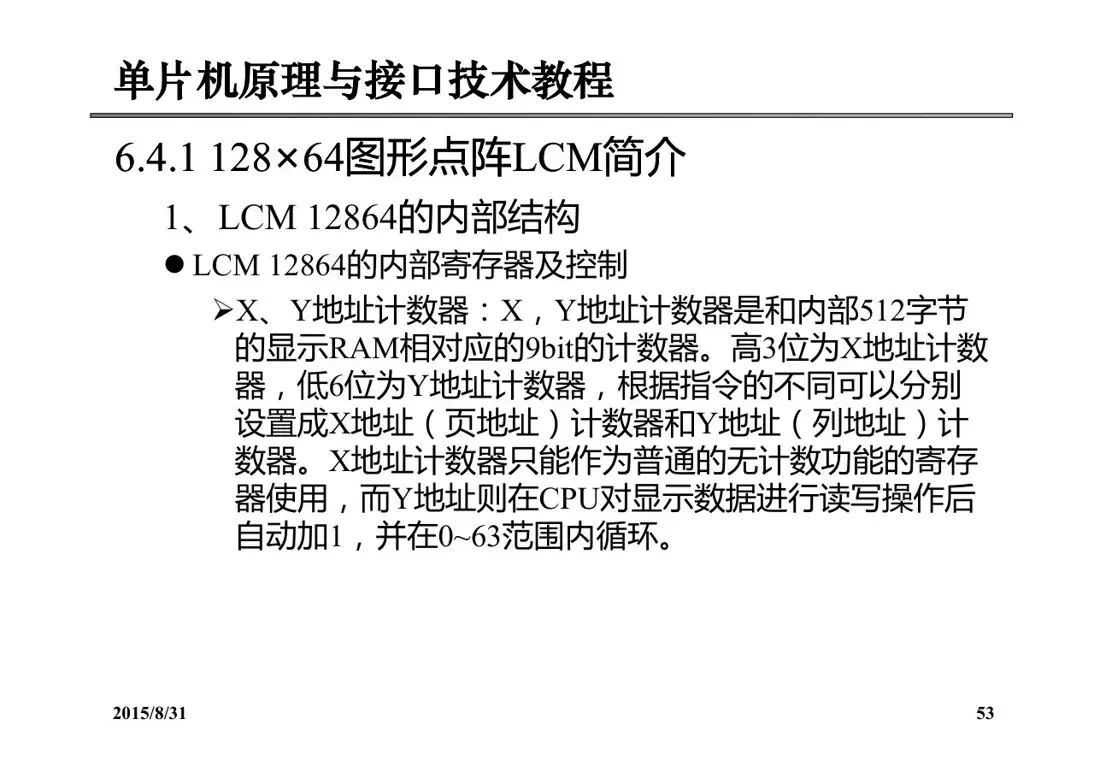 单片机原理与接口技术教程
6.4.1 128×64图形点阵LCM简介
1、LCM 12864的内部结构
●LCM 12864的内部寄存器及控制
➢X、Y地址计数器：X，Y地址计数器是和内部512字节
的显示RAM相对应的9bit的计数器。高3位为X地址计数
器，低6位为Y地址计数器，根据指令的不同可以分别
设置成X地址（页地址）计数器和Y地址（列地址）计
数器。X地址计数器只能作为普通的无计数功能的寄存
器使用，而Y地址则在CPU对显示数据进行读写操作后
自动加1，并在0~63范围内循环。
2015/8/31
53